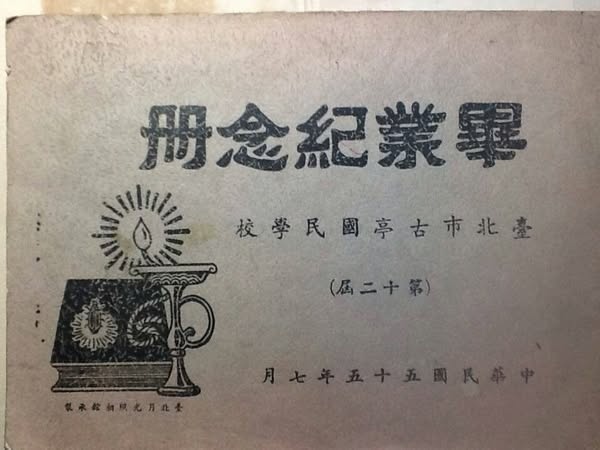 畢業紀念冊
臺北市古亭國民學校
(第十二屆)
中華民國五十五年七月
臺北月光照相館承製